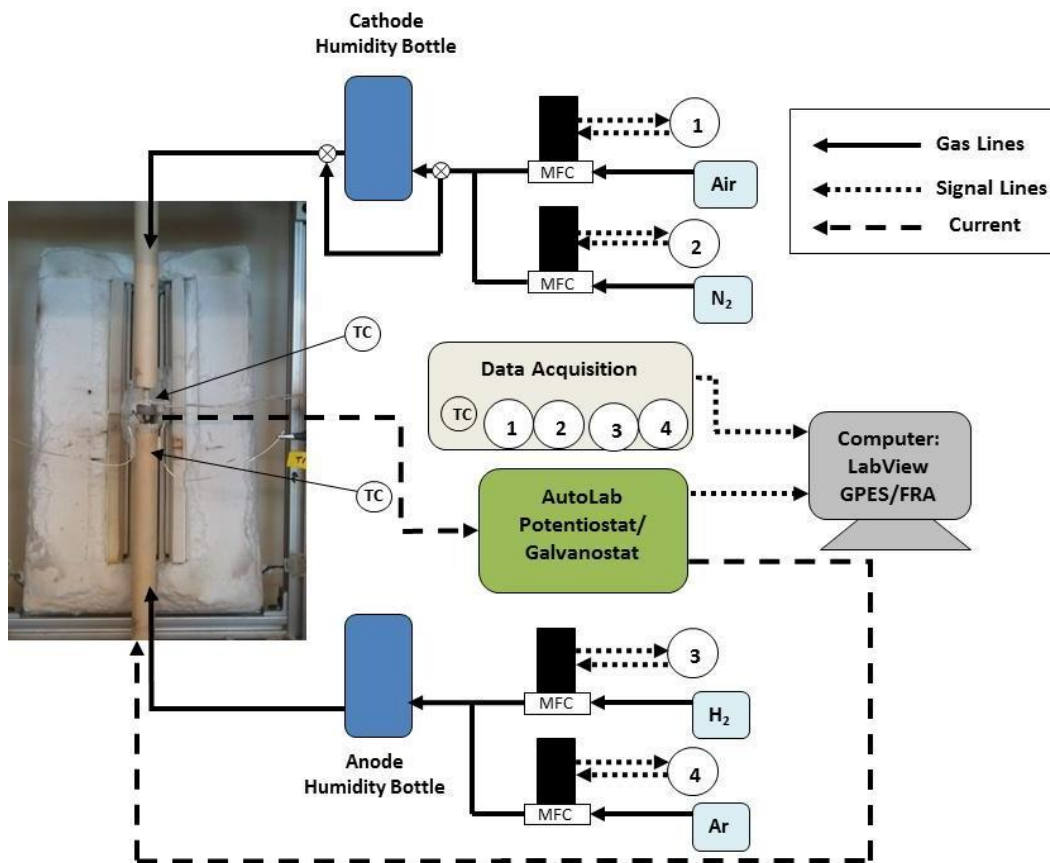 Cathode
Humidity Bottle
1
MFC
Air
2
MFC
N₂
Gas Lines
Signal Lines
Current
TC
TC
Data Acquisition
TC
1
2
3
4
Computer:
LabView
GPES/FRA
AutoLab
Potentiostat/
Galvanostat
Anode
Humidity Bottle
3
MFC
H₂
4
MFC
Ar